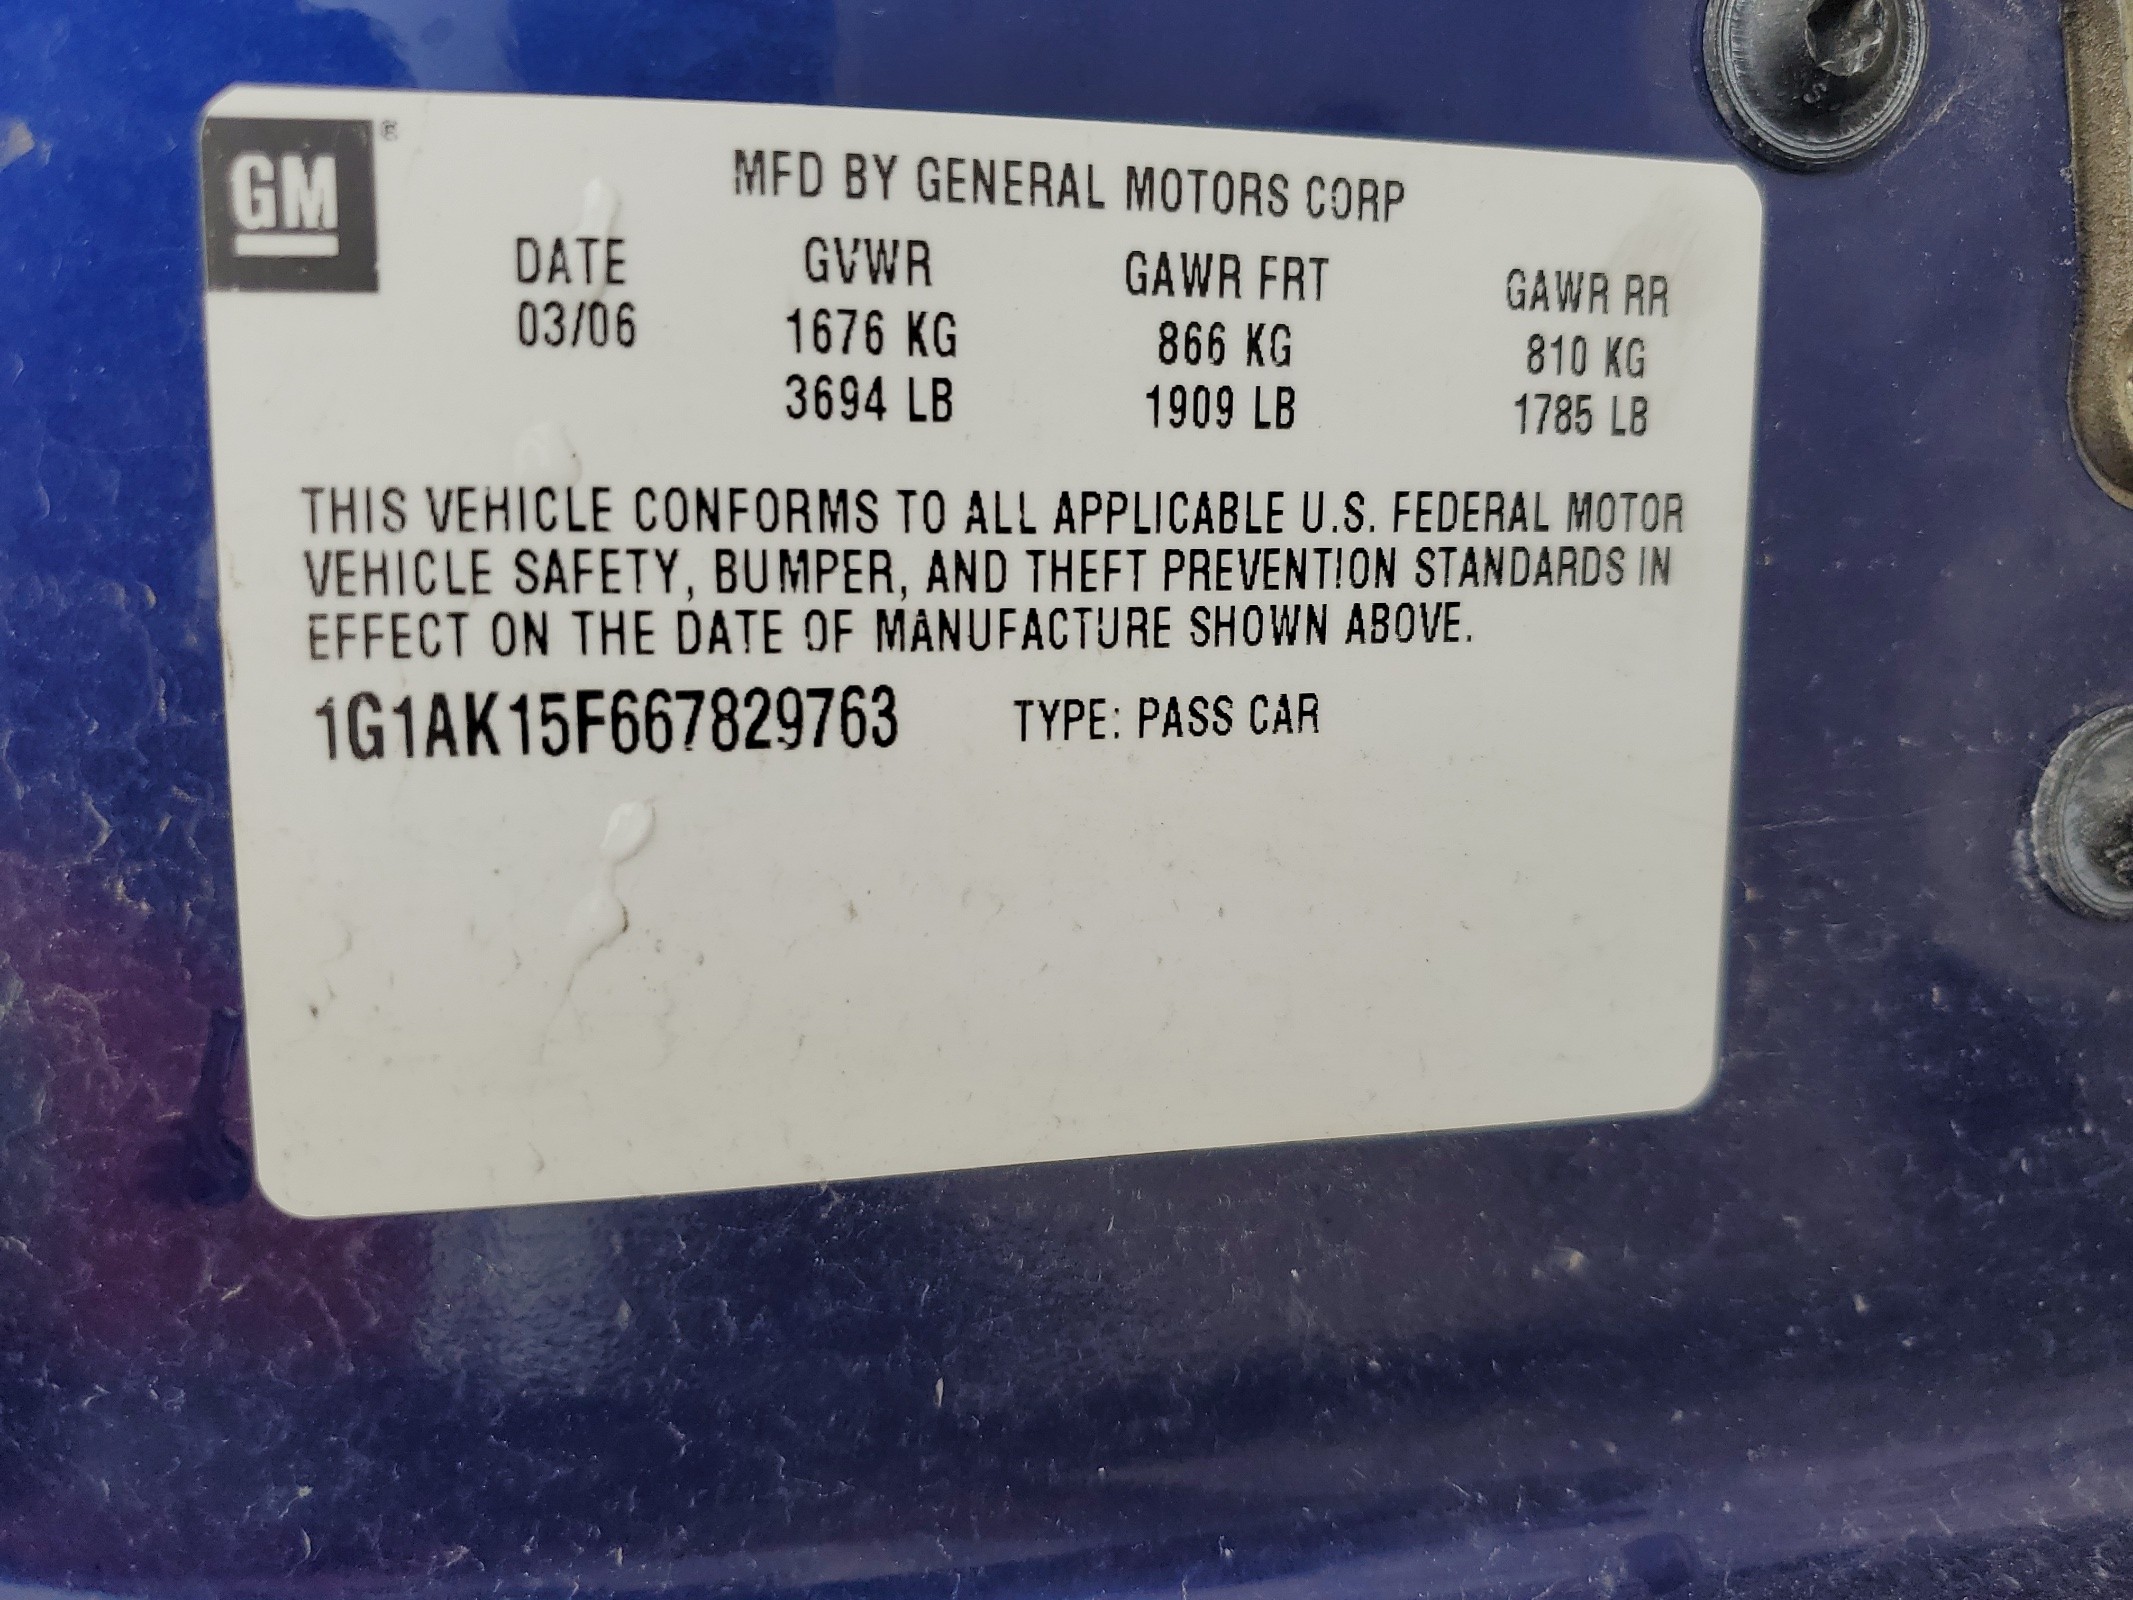 GM®
MFD BY GENERAL MOTORS CORP
DATE GVWR GAWR FRT GAWR RR
03/06 1676 KG 866 KG 810 KG
3694 LB 1909 LB 1785 LB
THIS VEHICLE CONFORMS TO ALL APPLICABLE U.S. FEDERAL MOTOR
VEHICLE SAFETY, BUMPER, AND THEFT PREVENTION STANDARDS IN
EFFECT ON THE DATE OF MANUFACTURE SHOWN ABOVE.
1G1AK15F667829763 TYPE: PASS CAR